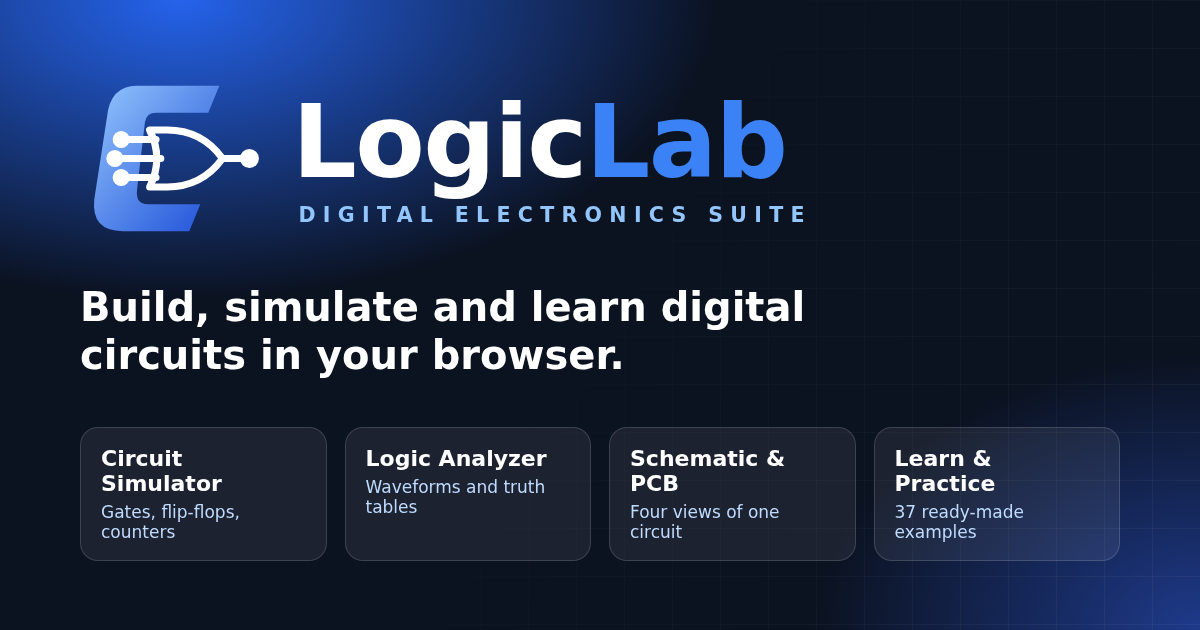 LogicLab
DIGITAL ELECTRONICS SUITE
Build, simulate and learn digital
circuits in your browser.
Circuit
Simulator
Gates, flip-flops,
counters
Logic Analyzer
Waveforms and truth
tables
Schematic &
PCB
Four views of one
circuit
Learn &
Practice
37 ready-made
examples